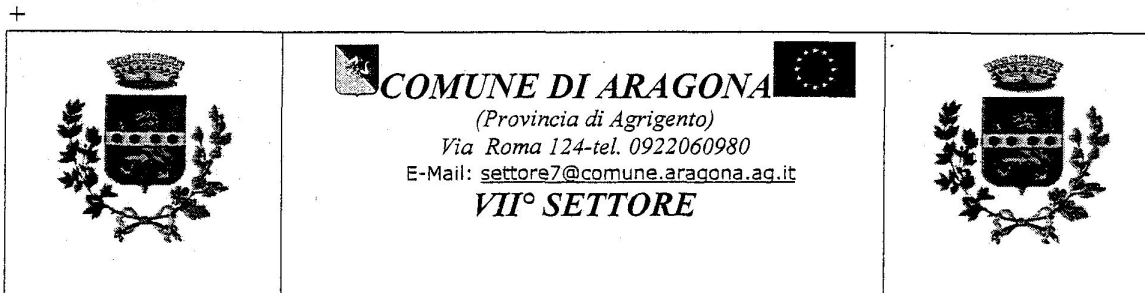 +
COMUNE DI ARAGONA
(Provincia di Agrigento)
Via Roma 124-tel. 0922060980
E-Mail: settore7@comune.aragona.ag.it
VII° SETTORE